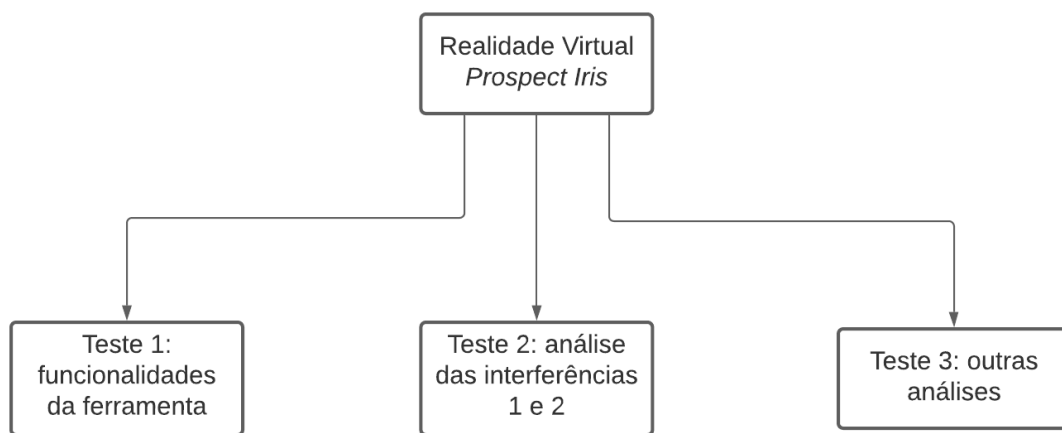 Realidade Virtual
Prospect Iris
Teste 1:
funcionalidades
da ferramenta
Teste 2: análise
das interferências
1 e 2
Teste 3: outras
análises